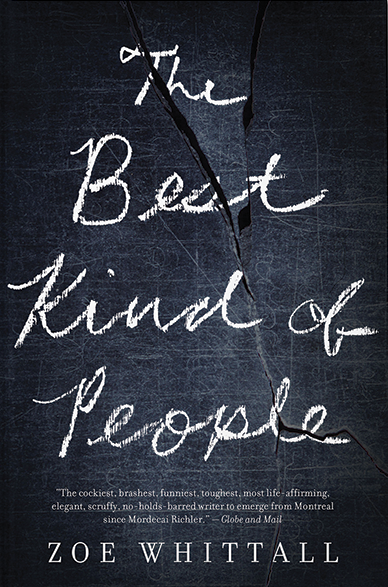 The
Best
Kind of
People
"The cockiest, brashest, funniest, toughest, most life-affirming,
elegant, scruffy, no-holds-barred writer to emerge from Montreal
since Mordecai Richler." — Globe and Mail
ZOE WHITTALL